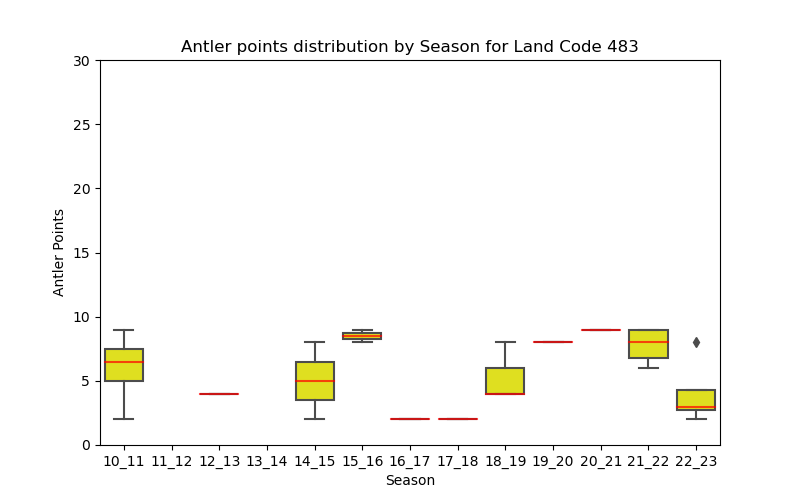 Antler points distribution by Season for Land Code 483
30
25
20
15
10
5
0
Antler Points
10_11 11_12 12_13 13_14 14_15 15_16 16_17 17_18 18_19 19_20 20_21 21_22 22_23
Season